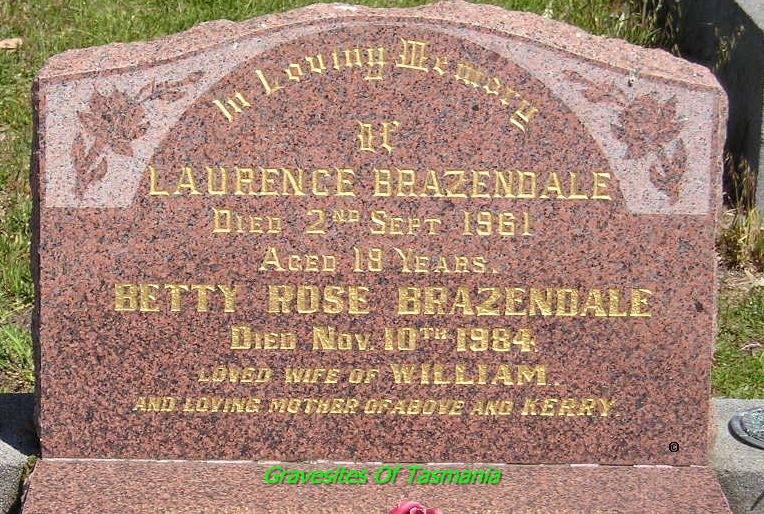 In Loving Memory
Of
LAURENCE BRAZENDALE
DIED 2ND SEPT 1961
AGED 18 YEARS.
BETTY ROSE BRAZENDALE
DIED NOV. 10TH 1984.
LOVED WIFE OF WILLIAM.
AND LOVING MOTHER OF ABOVE AND KERRY.
©
Gravesites Of Tasmania